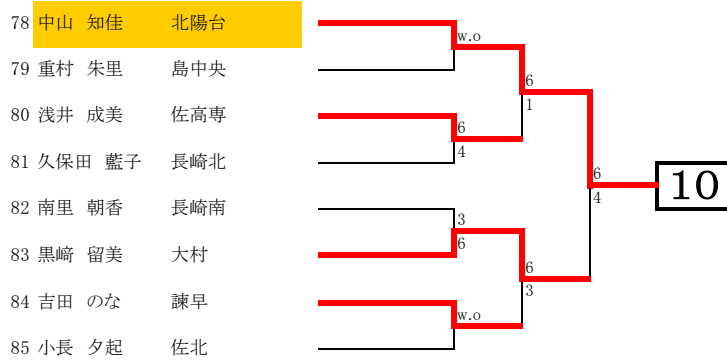 78 中山 知佳 北陽台
w.o
79 重村 朱里 島中央
6
1
80 浅井 成美 佐高専
6
4
81 久保田 藍子 長崎北
6
4
10
82 南里 朝香 長崎南
3
6
83 黒﨑 留美 大村
6
3
84 吉田 のな 諫早
w.o
85 小長 夕起 佐北